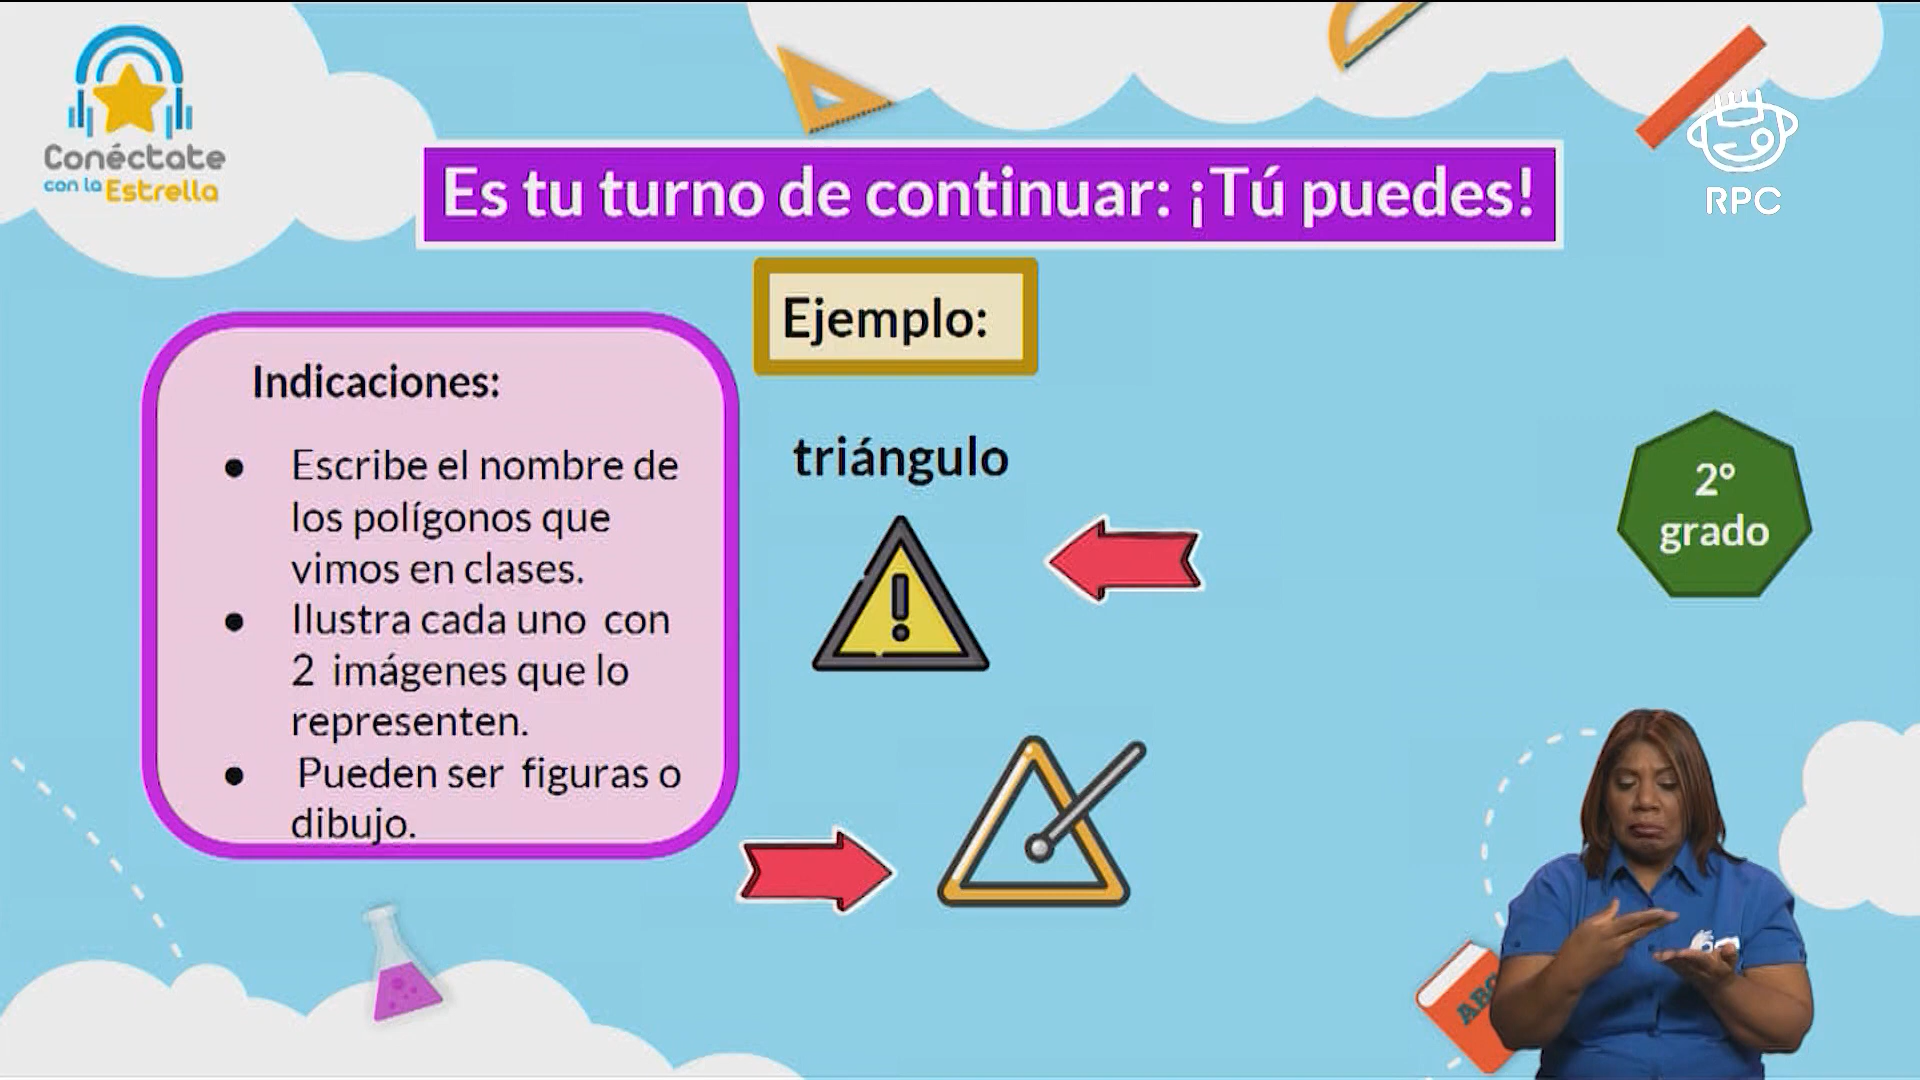 Conéctate
con la Estrella
RPC
Es tu turno de continuar: ¡Tú puedes!
Ejemplo:
Indicaciones:
● Escribe el nombre de
los polígonos que
vimos en clases.
● Ilustra cada uno con
2 imágenes que lo
representen.
● Pueden ser figuras o
dibujo.
triángulo
!
2°
grado
ABC